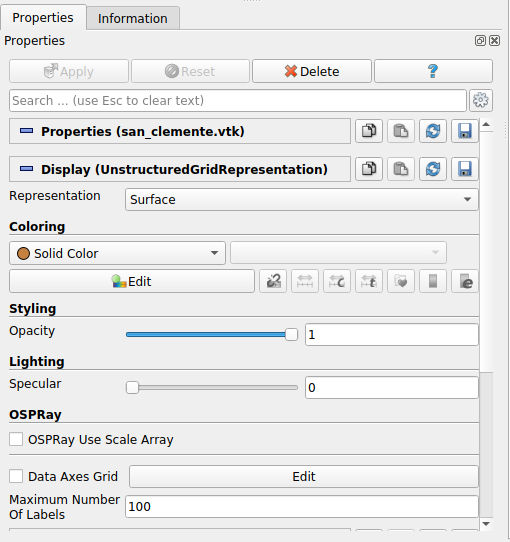 Properties
Information
Properties
Apply
Reset
Delete
?
Search ... (use Esc to clear text)
Properties (san_clemente.vtk)
Display (UnstructuredGridRepresentation)
Representation
Surface
Coloring
Solid Color
Edit
Styling
Opacity
1
Lighting
Specular
0
OSPRay
OSPRay Use Scale Array
Data Axes Grid
Edit
Maximum Number
Of Labels
100